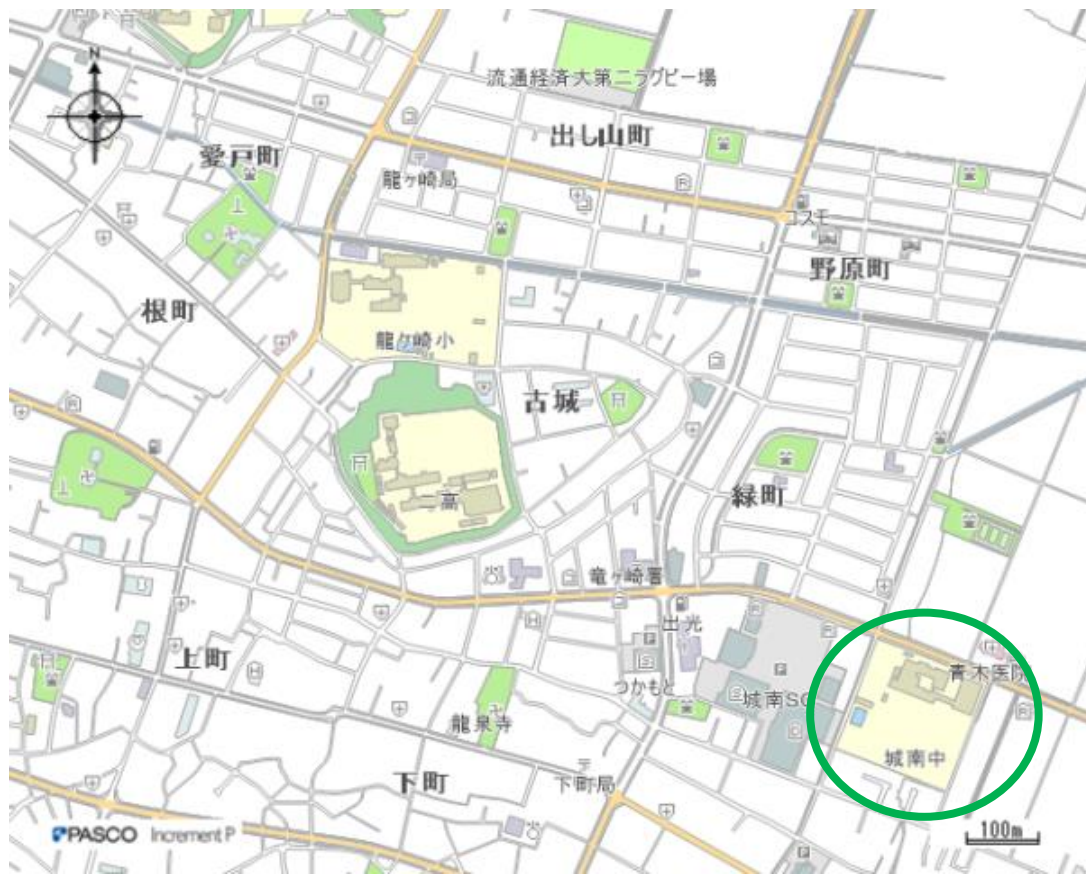 流通経済大第二ラグビー場
N
出し山町
愛戸町
龍ヶ崎局
コスモ
野原町
根町
龍ヶ崎小
古城
二高
緑町
竜ヶ崎署
出光
上町
青木医院
つかもと
城南SC
龍泉寺
城南中
下町
下町局
PASCO Increment P
100m